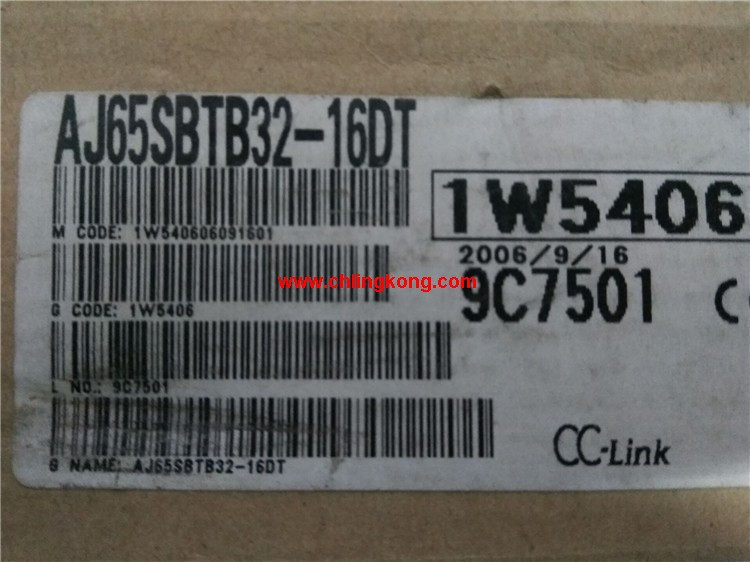 AJ65SBTB32-16DT
1W5406
M CODE: 1W540606091601
2006/9/16
www.chlingkong.com
9C7501 C
G CODE: 1W5406
L NO.: 9C7501
CC-Link
G NAME: AJ65SBTB32-16DT